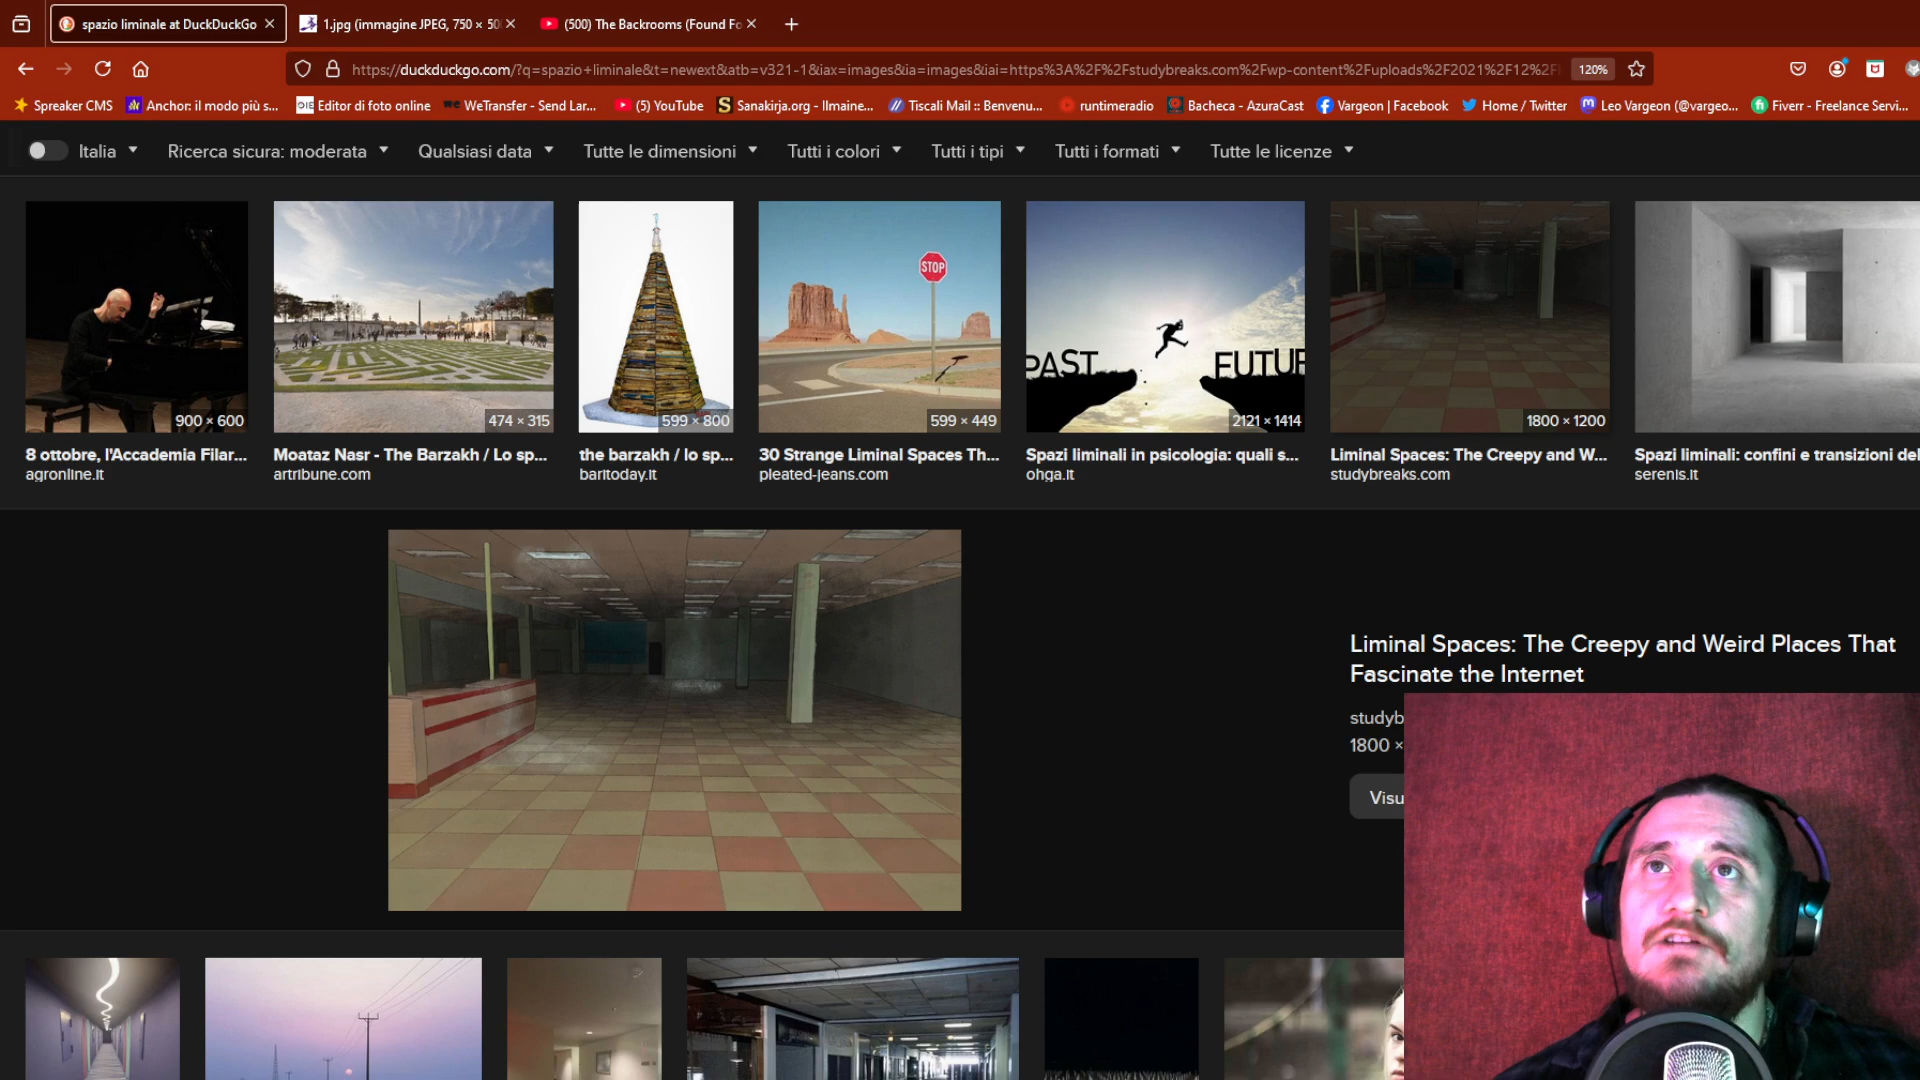 spazio liminale at DuckDuckGo
1.jpg (immagine JPEG, 750 × 50
(500) The Backrooms (Found Fo
https://duckduckgo.com/?q=spazio+liminale&t=newext&atb=v321-1&iax=images&ia=images&iai=https%3A%2F%2Fstudybreaks.com%2Fwp-content%2Fuploads%2F2021%2F12%2F
120%
Spreaker CMS
Anchor: il modo più s...
Editor di foto online
WeTransfer - Send Lar...
(5) YouTube
Sanakirja.org - Ilmaine...
Tiscali Mail :: Benvenu...
runtimeradio
Bacheca - AzuraCast
Vargeon | Facebook
Home / Twitter
Leo Vargeon (@vargeo...
Fiverr - Freelance Servi...
Italia
Ricerca sicura: moderata
Qualsiasi data
Tutte le dimensioni
Tutti i colori
Tutti i tipi
Tutti i formati
Tutte le licenze
STOP
PAST
FUTUR
900 × 600
474 × 315
599 × 800
599 × 449
2121 × 1414
1800 × 1200
8 ottobre, l'Accademia Filar...
agronline.it
Moataz Nasr - The Barzakh / Lo sp...
artribune.com
the barzakh / lo sp...
baritoday.it
30 Strange Liminal Spaces Th...
pleated-jeans.com
Spazi liminali in psicologia: quali s...
ohga.it
Liminal Spaces: The Creepy and W...
studybreaks.com
Spazi liminali: confini e transizioni del
serenis.it
Liminal Spaces: The Creepy and Weird Places That
Fascinate the Internet
studyb
1800 ×
Visu